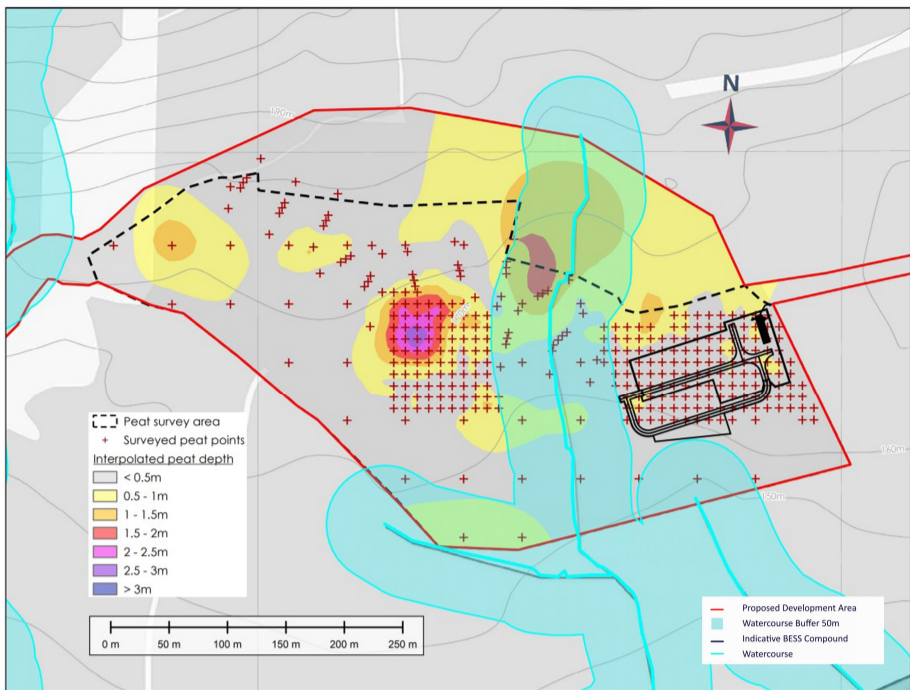 N
190m
160m
150m
Peat survey area
Surveyed peat points
Interpolated peat depth
< 0.5m
0.5 - 1m
1 - 1.5m
1.5 - 2m
2 - 2.5m
2.5 - 3m
> 3m
0 m 50 m 100 m 150 m 200 m 250 m
Proposed Development Area
Watercourse Buffer 50m
Indicative BESS Compound
Watercourse